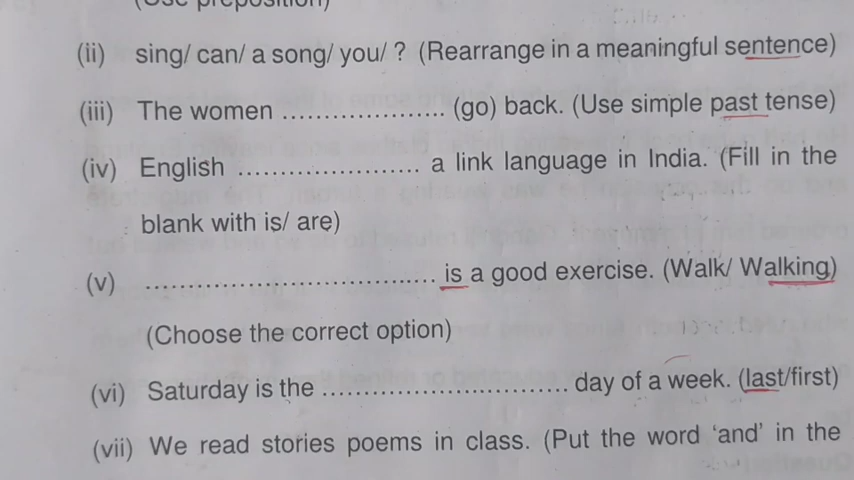 (Use preposition)
(ii) sing/ can/ a song/ you/ ? (Rearrange in a meaningful sentence)
(iii) The women .................... (go) back. (Use simple past tense)
(iv) English ...................... a link language in India. (Fill in the
blank with is/ are)
(v) ................................... is a good exercise. (Walk/ Walking)
(Choose the correct option)
(vi) Saturday is the .............................. day of a week. (last/first)
(vii) We read stories poems in class. (Put the word ‘and’ in the